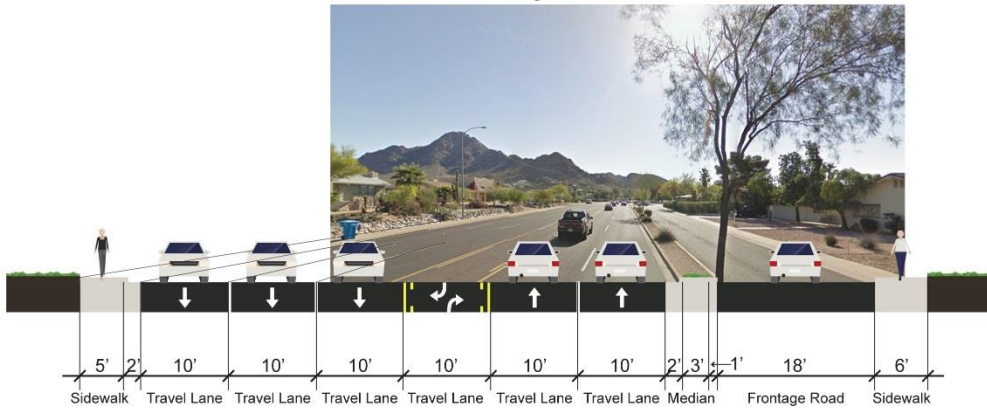 5' 2' 10' 10' 10' 10' 10' 10' 2' 3' ←1' 18' 6'
Sidewalk Travel Lane Travel Lane Travel Lane Travel Lane Travel Lane Travel Lane Median Frontage Road Sidewalk